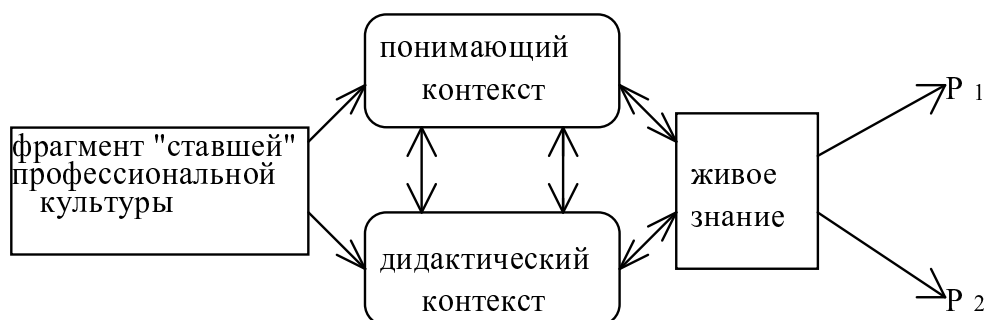 понимающий
контекст
фрагмент "ставшей"
профессиональной
культуры
живое
знание
дидактический
контекст
P 1
P 2